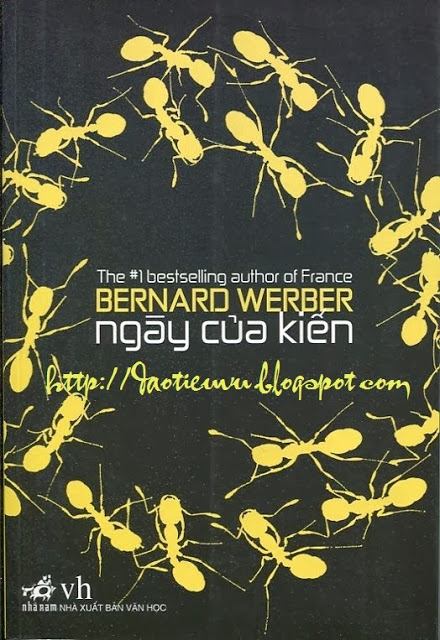 The #1 bestselling author of France
BERNARD WERBER
ngày của kiến
http://daotieuvu.blogspot.com
vh
nhã nam NHÀ XUẤT BẢN VĂN HỌC